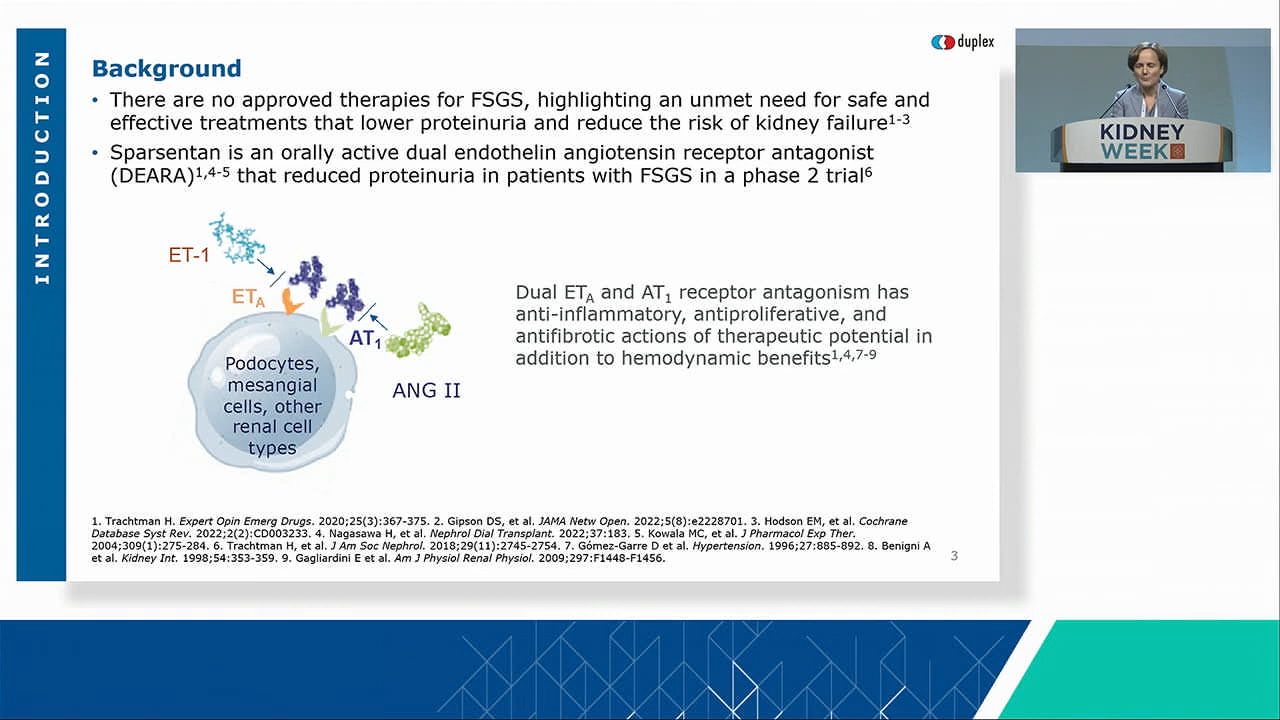 INTRODUCTION
duplex
Background
• There are no approved therapies for FSGS, highlighting an unmet need for safe and
effective treatments that lower proteinuria and reduce the risk of kidney failure1-3
• Sparsentan is an orally active dual endothelin angiotensin receptor antagonist
(DEARA)1,4-5 that reduced proteinuria in patients with FSGS in a phase 2 trial6
ET-1
ETA
AT1
ANG II
Podocytes,
mesangial
cells, other
renal cell
types
Dual ETA and AT1 receptor antagonism has
anti-inflammatory, antiproliferative, and
antifibrotic actions of therapeutic potential in
addition to hemodynamic benefits1,4,7-9
1. Trachtman H. Expert Opin Emerg Drugs. 2020;25(3):367-375. 2. Gipson DS, et al. JAMA Netw Open. 2022;5(8):e2228701. 3. Hodson EM, et al. Cochrane
Database Syst Rev. 2022;2(2):CD003233. 4. Nagasawa H, et al. Nephrol Dial Transplant. 2022;37:183. 5. Kowala MC, et al. J Pharmacol Exp Ther.
2004;309(1):275-284. 6. Trachtman H, et al. J Am Soc Nephrol. 2018;29(11):2745-2754. 7. Gómez-Garre D et al. Hypertension. 1996;27:885-892. 8. Benigni A
et al. Kidney Int. 1998;54:353-359. 9. Gagliardini E et al. Am J Physiol Renal Physiol. 2009;297:F1448-F1456.
3
KIDNEY
WEEK